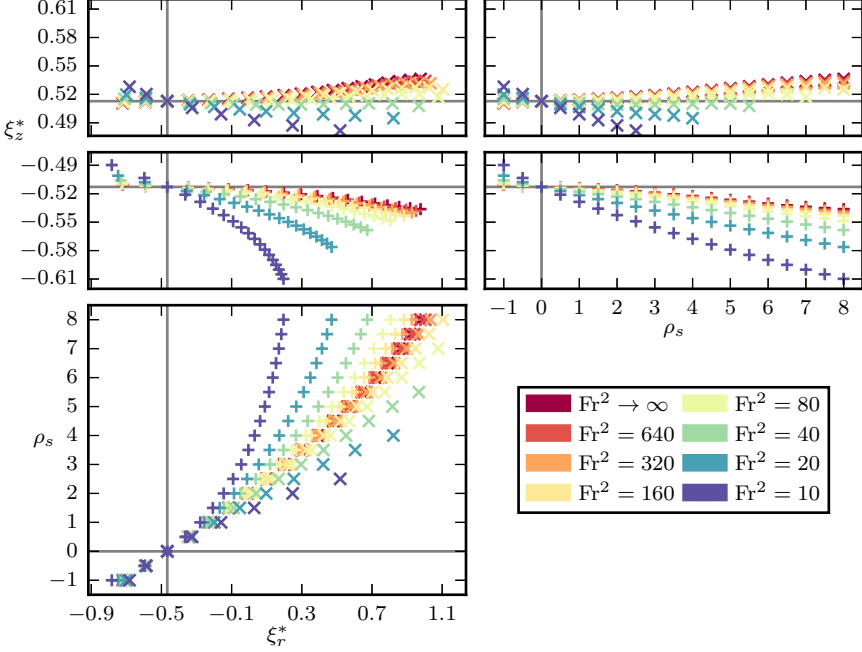 0.61
0.58
0.55
0.52
0.49
ξ*z
−0.49
−0.52
−0.55
−0.58
−0.61
−1 0 1 2 3 4 5 6 7 8
ρs
8
7
6
5
4
3
2
1
0
−1
ρs
−0.9 −0.5 −0.1 0.3 0.7 1.1
ξ*r
Fr² → ∞
Fr² = 640
Fr² = 320
Fr² = 160
Fr² = 80
Fr² = 40
Fr² = 20
Fr² = 10